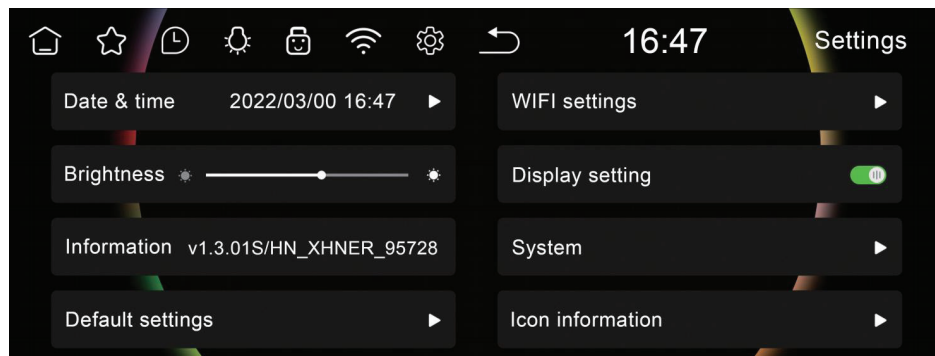 16:47 Settings
Date & time 2022/03/00 16:47
WIFI settings
Brightness
Display setting
Information v1.3.01S/HN_XHNER_95728
System
Default settings
Icon information